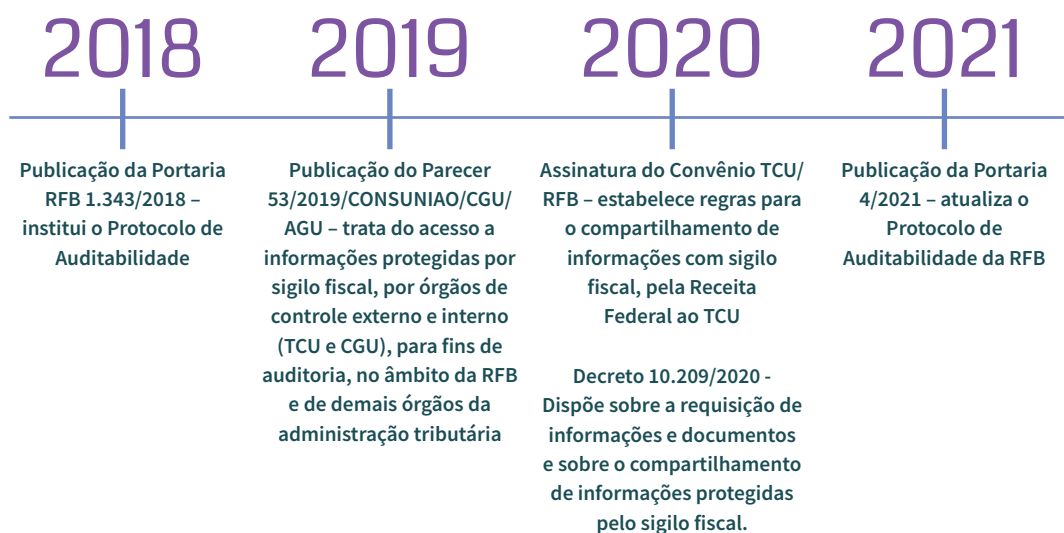 2018
Publicação da Portaria
RFB 1.343/2018 –
institui o Protocolo de
Auditabilidade
2019
Publicação do Parecer
53/2019/CONSUNIAO/CGU/
AGU – trata do acesso a
informações protegidas por
sigilo fiscal, por órgãos de
controle externo e interno
(TCU e CGU), para fins de
auditoria, no âmbito da RFB
e de demais órgãos da
administração tributária
2020
Assinatura do Convênio TCU/
RFB – estabelece regras para
o compartilhamento de
informações com sigilo
fiscal, pela Receita
Federal ao TCU
Decreto 10.209/2020 -
Dispõe sobre a requisição de
informações e documentos
e sobre o compartilhamento
de informações protegidas
pelo sigilo fiscal.
2021
Publicação da Portaria
4/2021 – atualiza o
Protocolo de
Auditabilidade da RFB